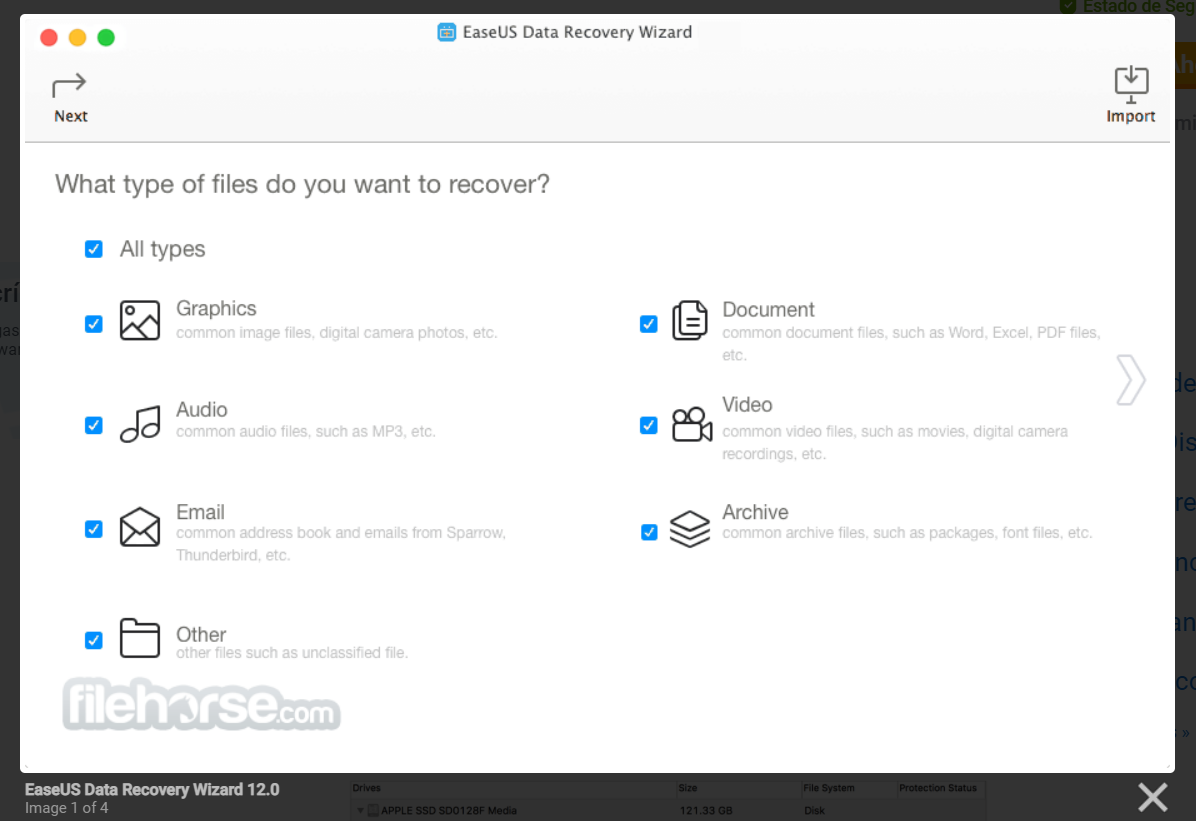 Estado de Seg
EaseUS Data Recovery Wizard
Next
Import
What type of files do you want to recover?
All types
Graphics
common image files, digital camera photos, etc.
Document
common document files, such as Word, Excel, PDF files,
etc.
Audio
common audio files, such as MP3, etc.
Video
common video files, such as movies, digital camera
recordings, etc.
Email
common address book and emails from Sparrow,
Thunderbird, etc.
Archive
common archive files, such as packages, font files, etc.
Other
other files such as unclassified file.
filehorse.com
EaseUS Data Recovery Wizard 12.0
Image 1 of 4
Drives Size File System Protection Status
APPLE SSD SD0128F Media 121.33 GB Disk